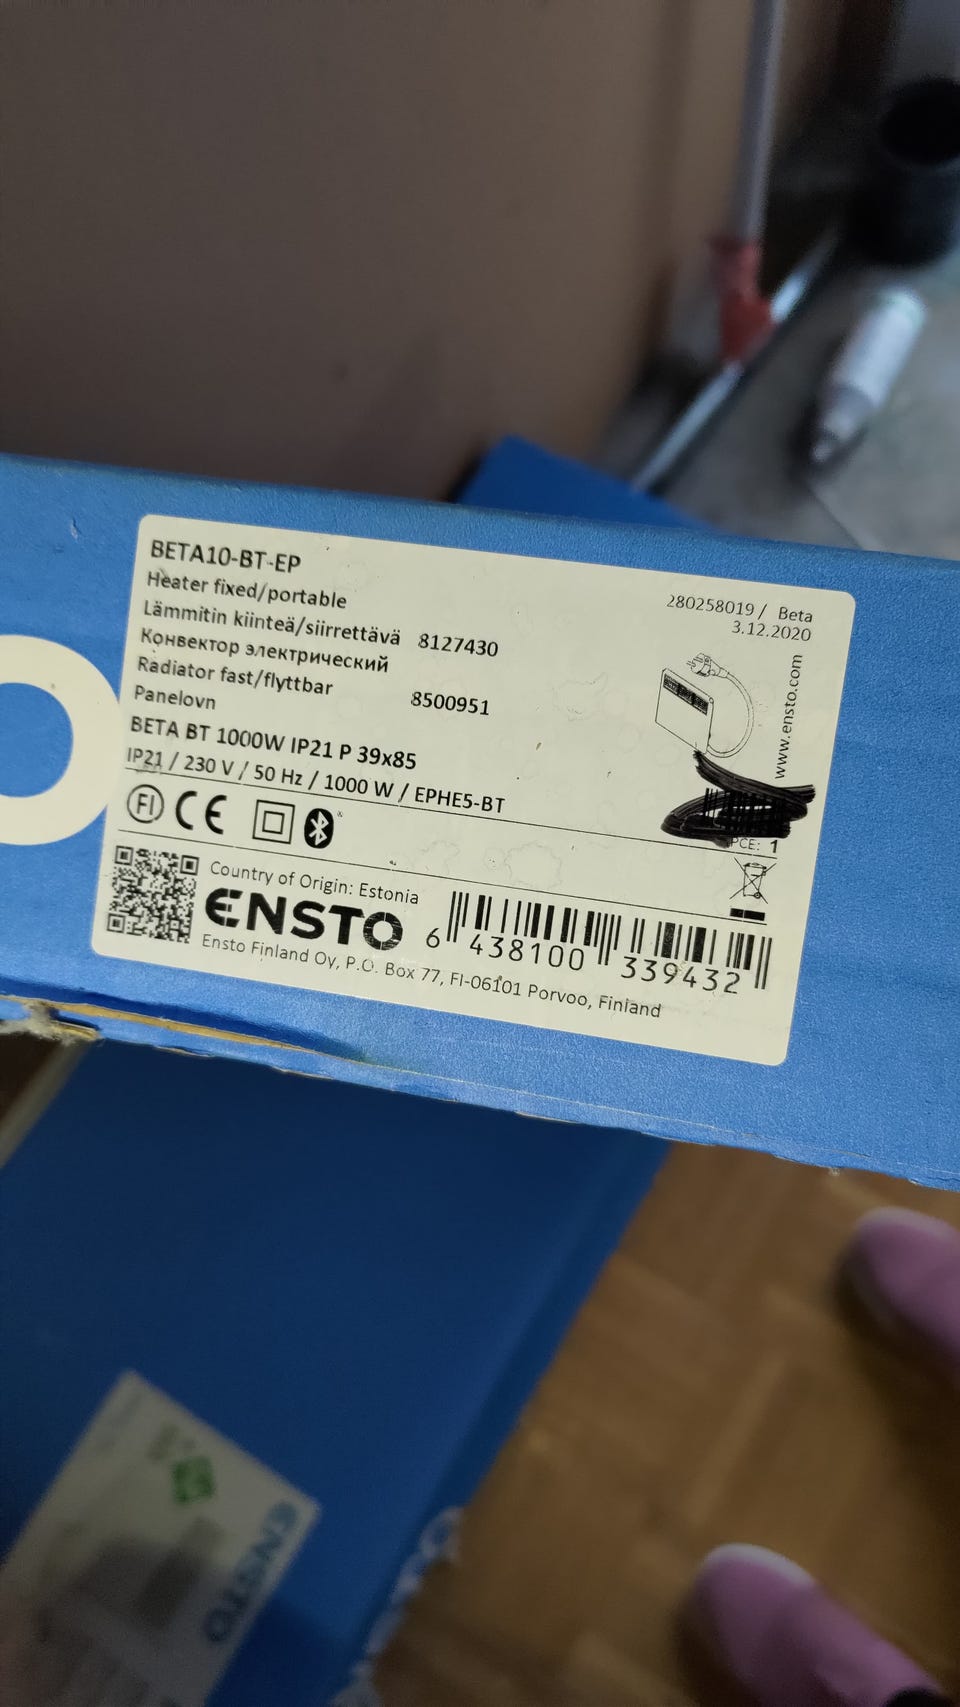 BETA10-BT-EP
Heater fixed/portable
Lämmitin kiinteä/siirrettävä 8127430
Конвектор электрический
Radiator fast/flyttbar 8500951
Panelovn
BETA BT 1000W IP21 P 39x85
IP21 / 230 V / 50 Hz / 1000 W / EPHE5-BT
280258019 / Beta
3.12.2020
www.ensto.com
PCE: 1
FI CE
Country of Origin: Estonia
ENSTO
Ensto Finland Oy, P.O. Box 77, FI-06101 Porvoo, Finland
6 438100 339432
ENSTO